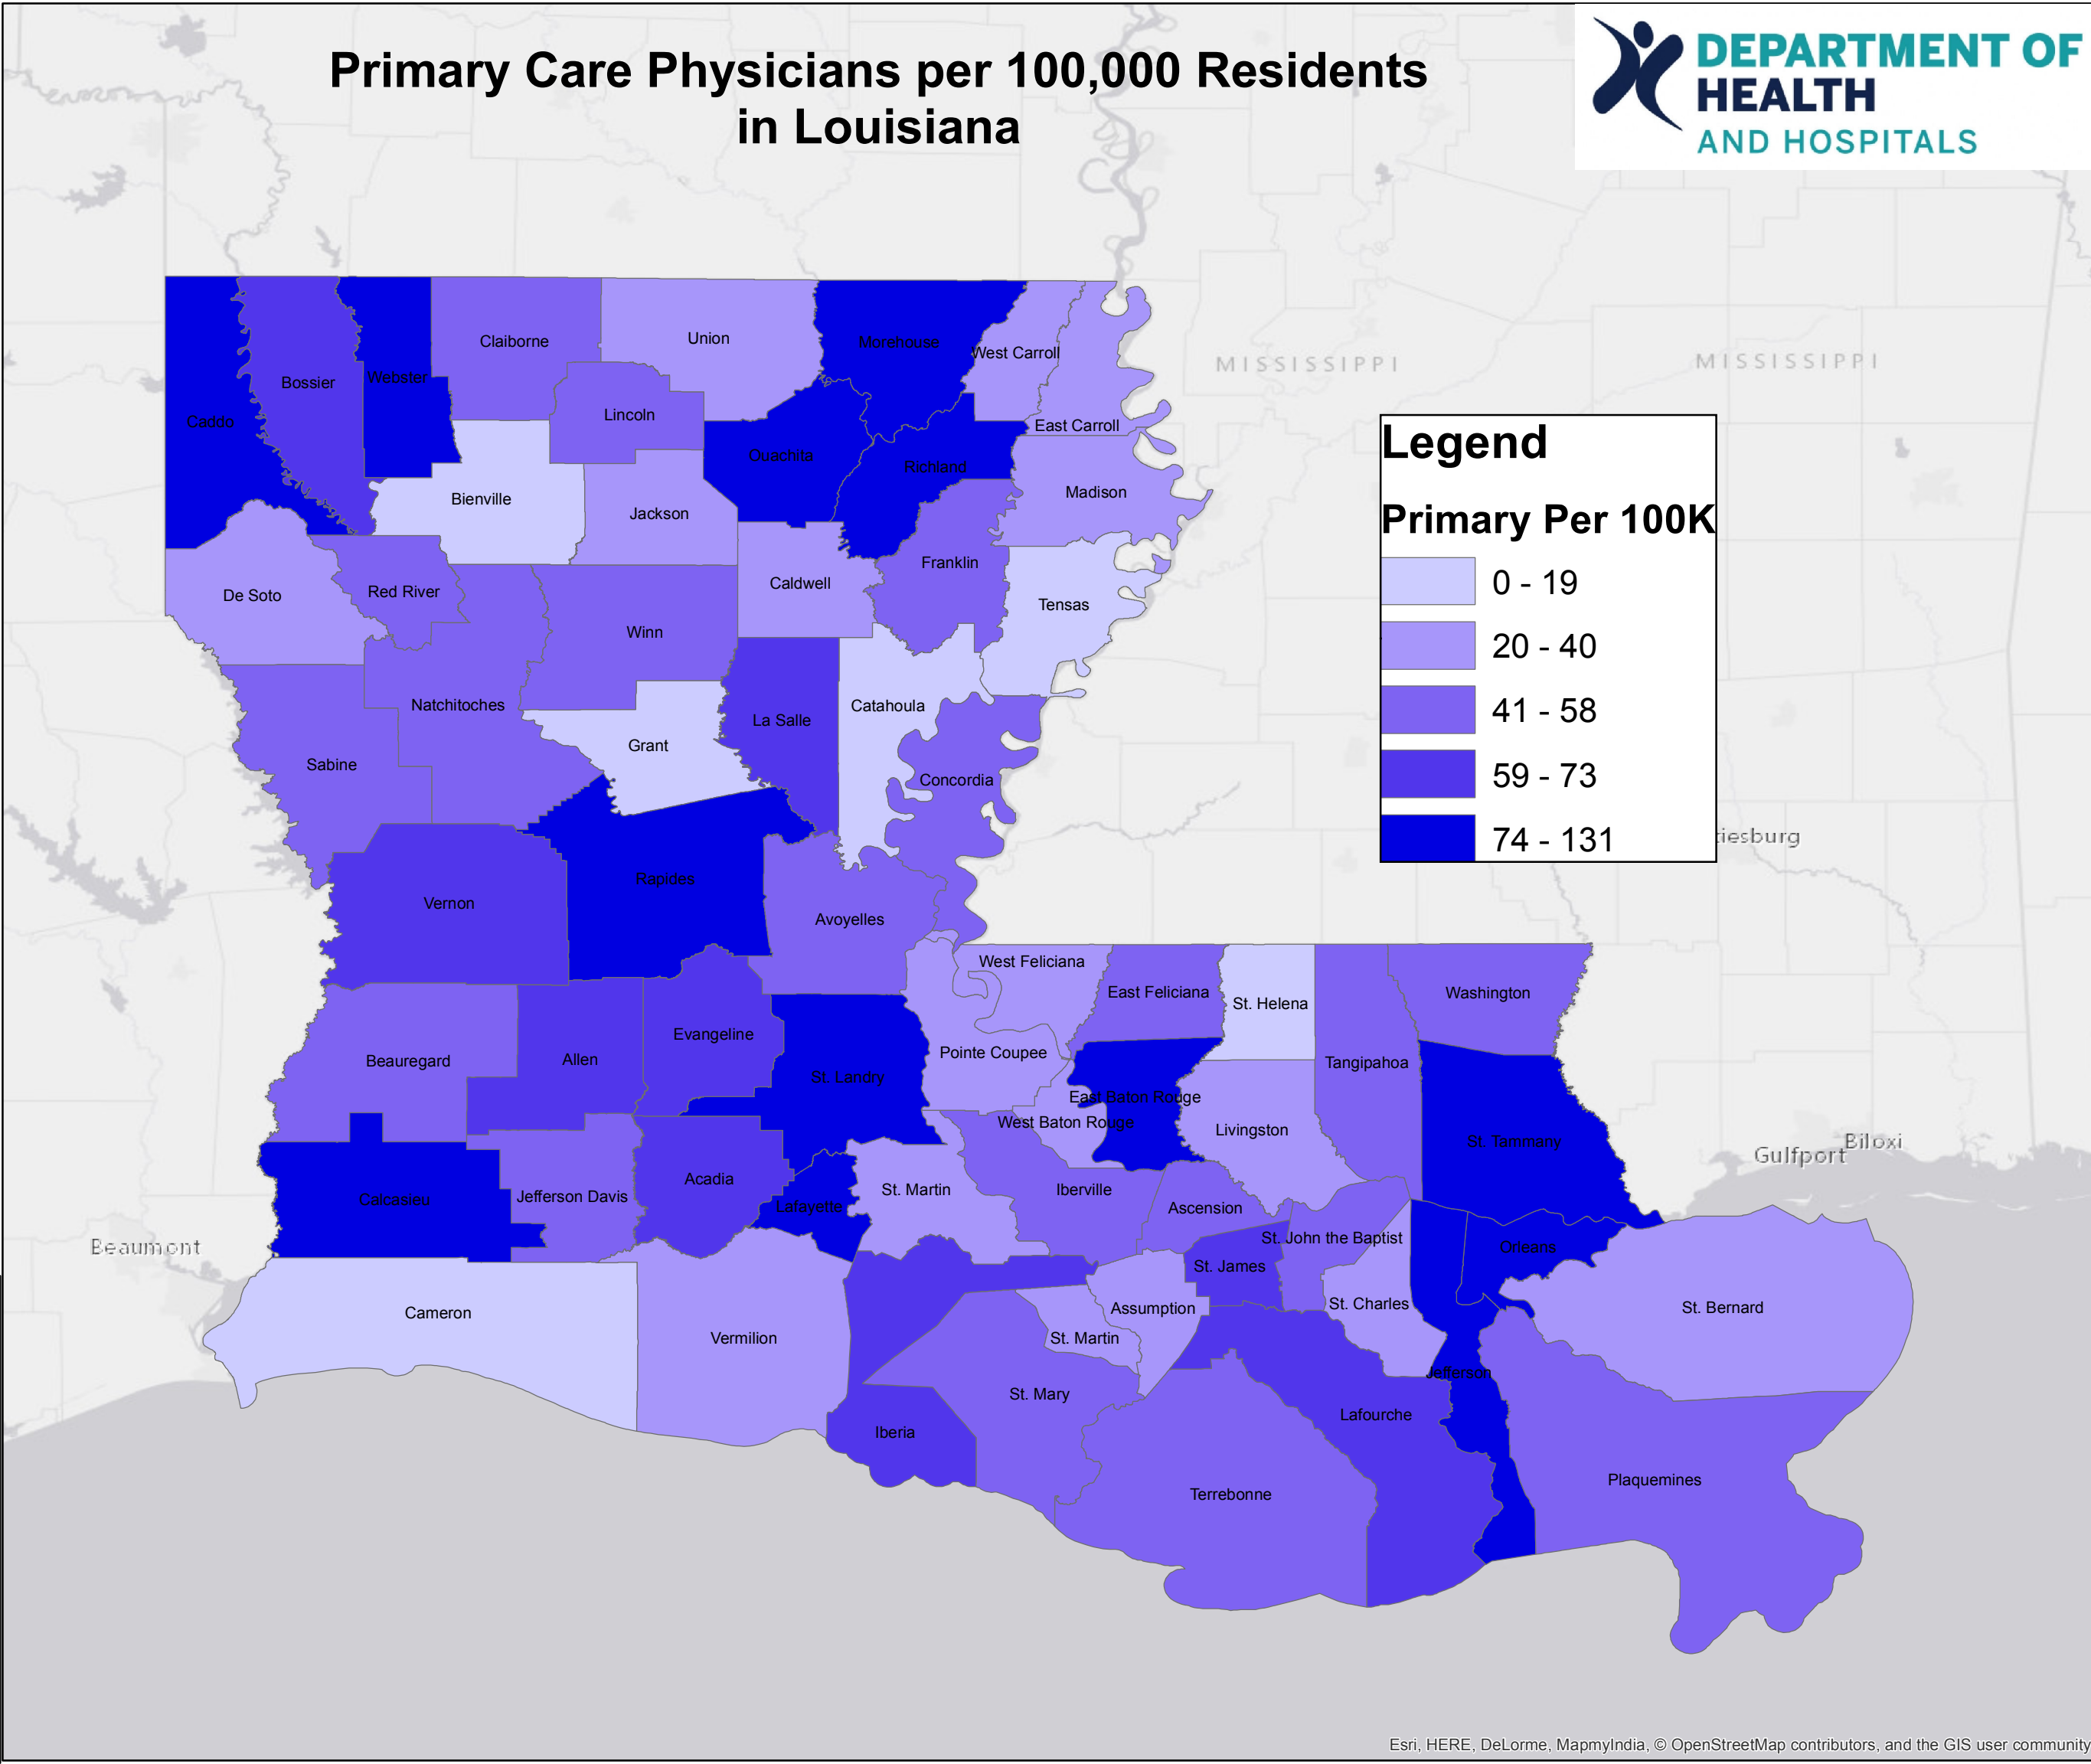 Primary Care Physicians per 100,000 Residents
in Louisiana
DEPARTMENT OF
HEALTH
AND HOSPITALS
MISSISSIPPI
MISSISSIPPI
Legend
Primary Per 100K
0 - 19
20 - 40
41 - 58
59 - 73
74 - 131
tiesburg
Caddo
Bossier
Webster
Claiborne
Union
Morehouse
West Carroll
East Carroll
Lincoln
Ouachita
Richland
Madison
Bienville
Jackson
Franklin
Caldwell
Tensas
De Soto
Red River
Winn
Natchitoches
Catahoula
La Salle
Grant
Sabine
Concordia
Rapides
Vernon
Avoyelles
West Feliciana
East Feliciana
St. Helena
Washington
Evangeline
Pointe Coupee
Beauregard
Allen
St. Landry
Tangipahoa
East Baton Rouge
West Baton Rouge
Livingston
St. Tammany
Gulfport
Biloxi
Calcasieu
Jefferson Davis
Acadia
Lafayette
St. Martin
Iberville
Ascension
St. John the Baptist
Orleans
Beaumont
St. James
Cameron
Vermilion
Assumption
St. Charles
St. Bernard
St. Martin
Jefferson
St. Mary
Lafourche
Iberia
Plaquemines
Terrebonne
Esri, HERE, DeLorme, MapmyIndia, © OpenStreetMap contributors, and the GIS user community